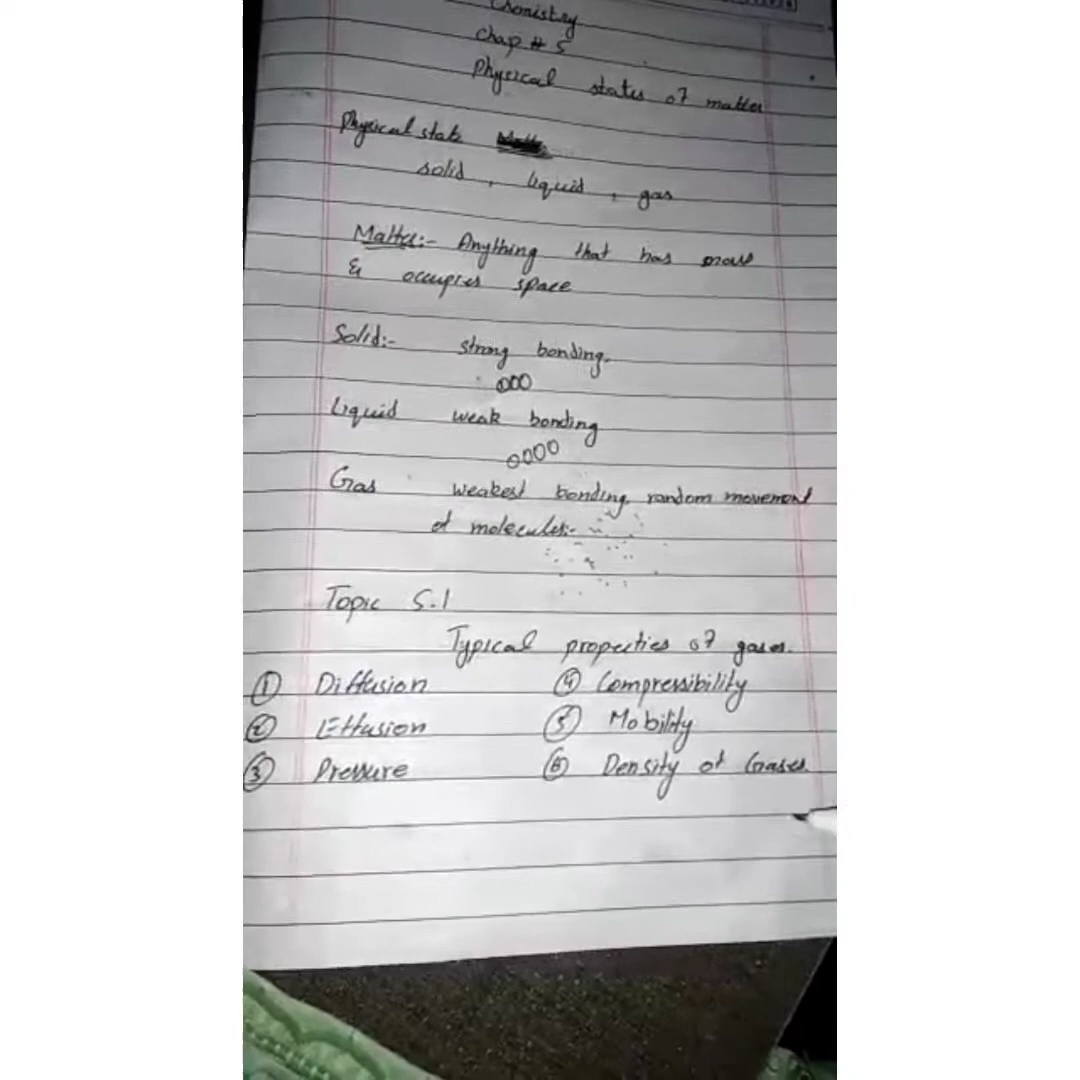 Chemistry
Chap # 5
Physical states of matter
Physical state
solid, liquid, gas
Matter:- Anything that has mass
& occupies space
Solid:- strong bonding.
Liquid weak bonding
Gas weakest bonding, random movement
of molecules:-
Topic 5.1
Typical properties of gases.
① Diffusion ④ Compressibility
② Effusion ⑤ Mobility
③ Pressure ⑥ Density of Gases